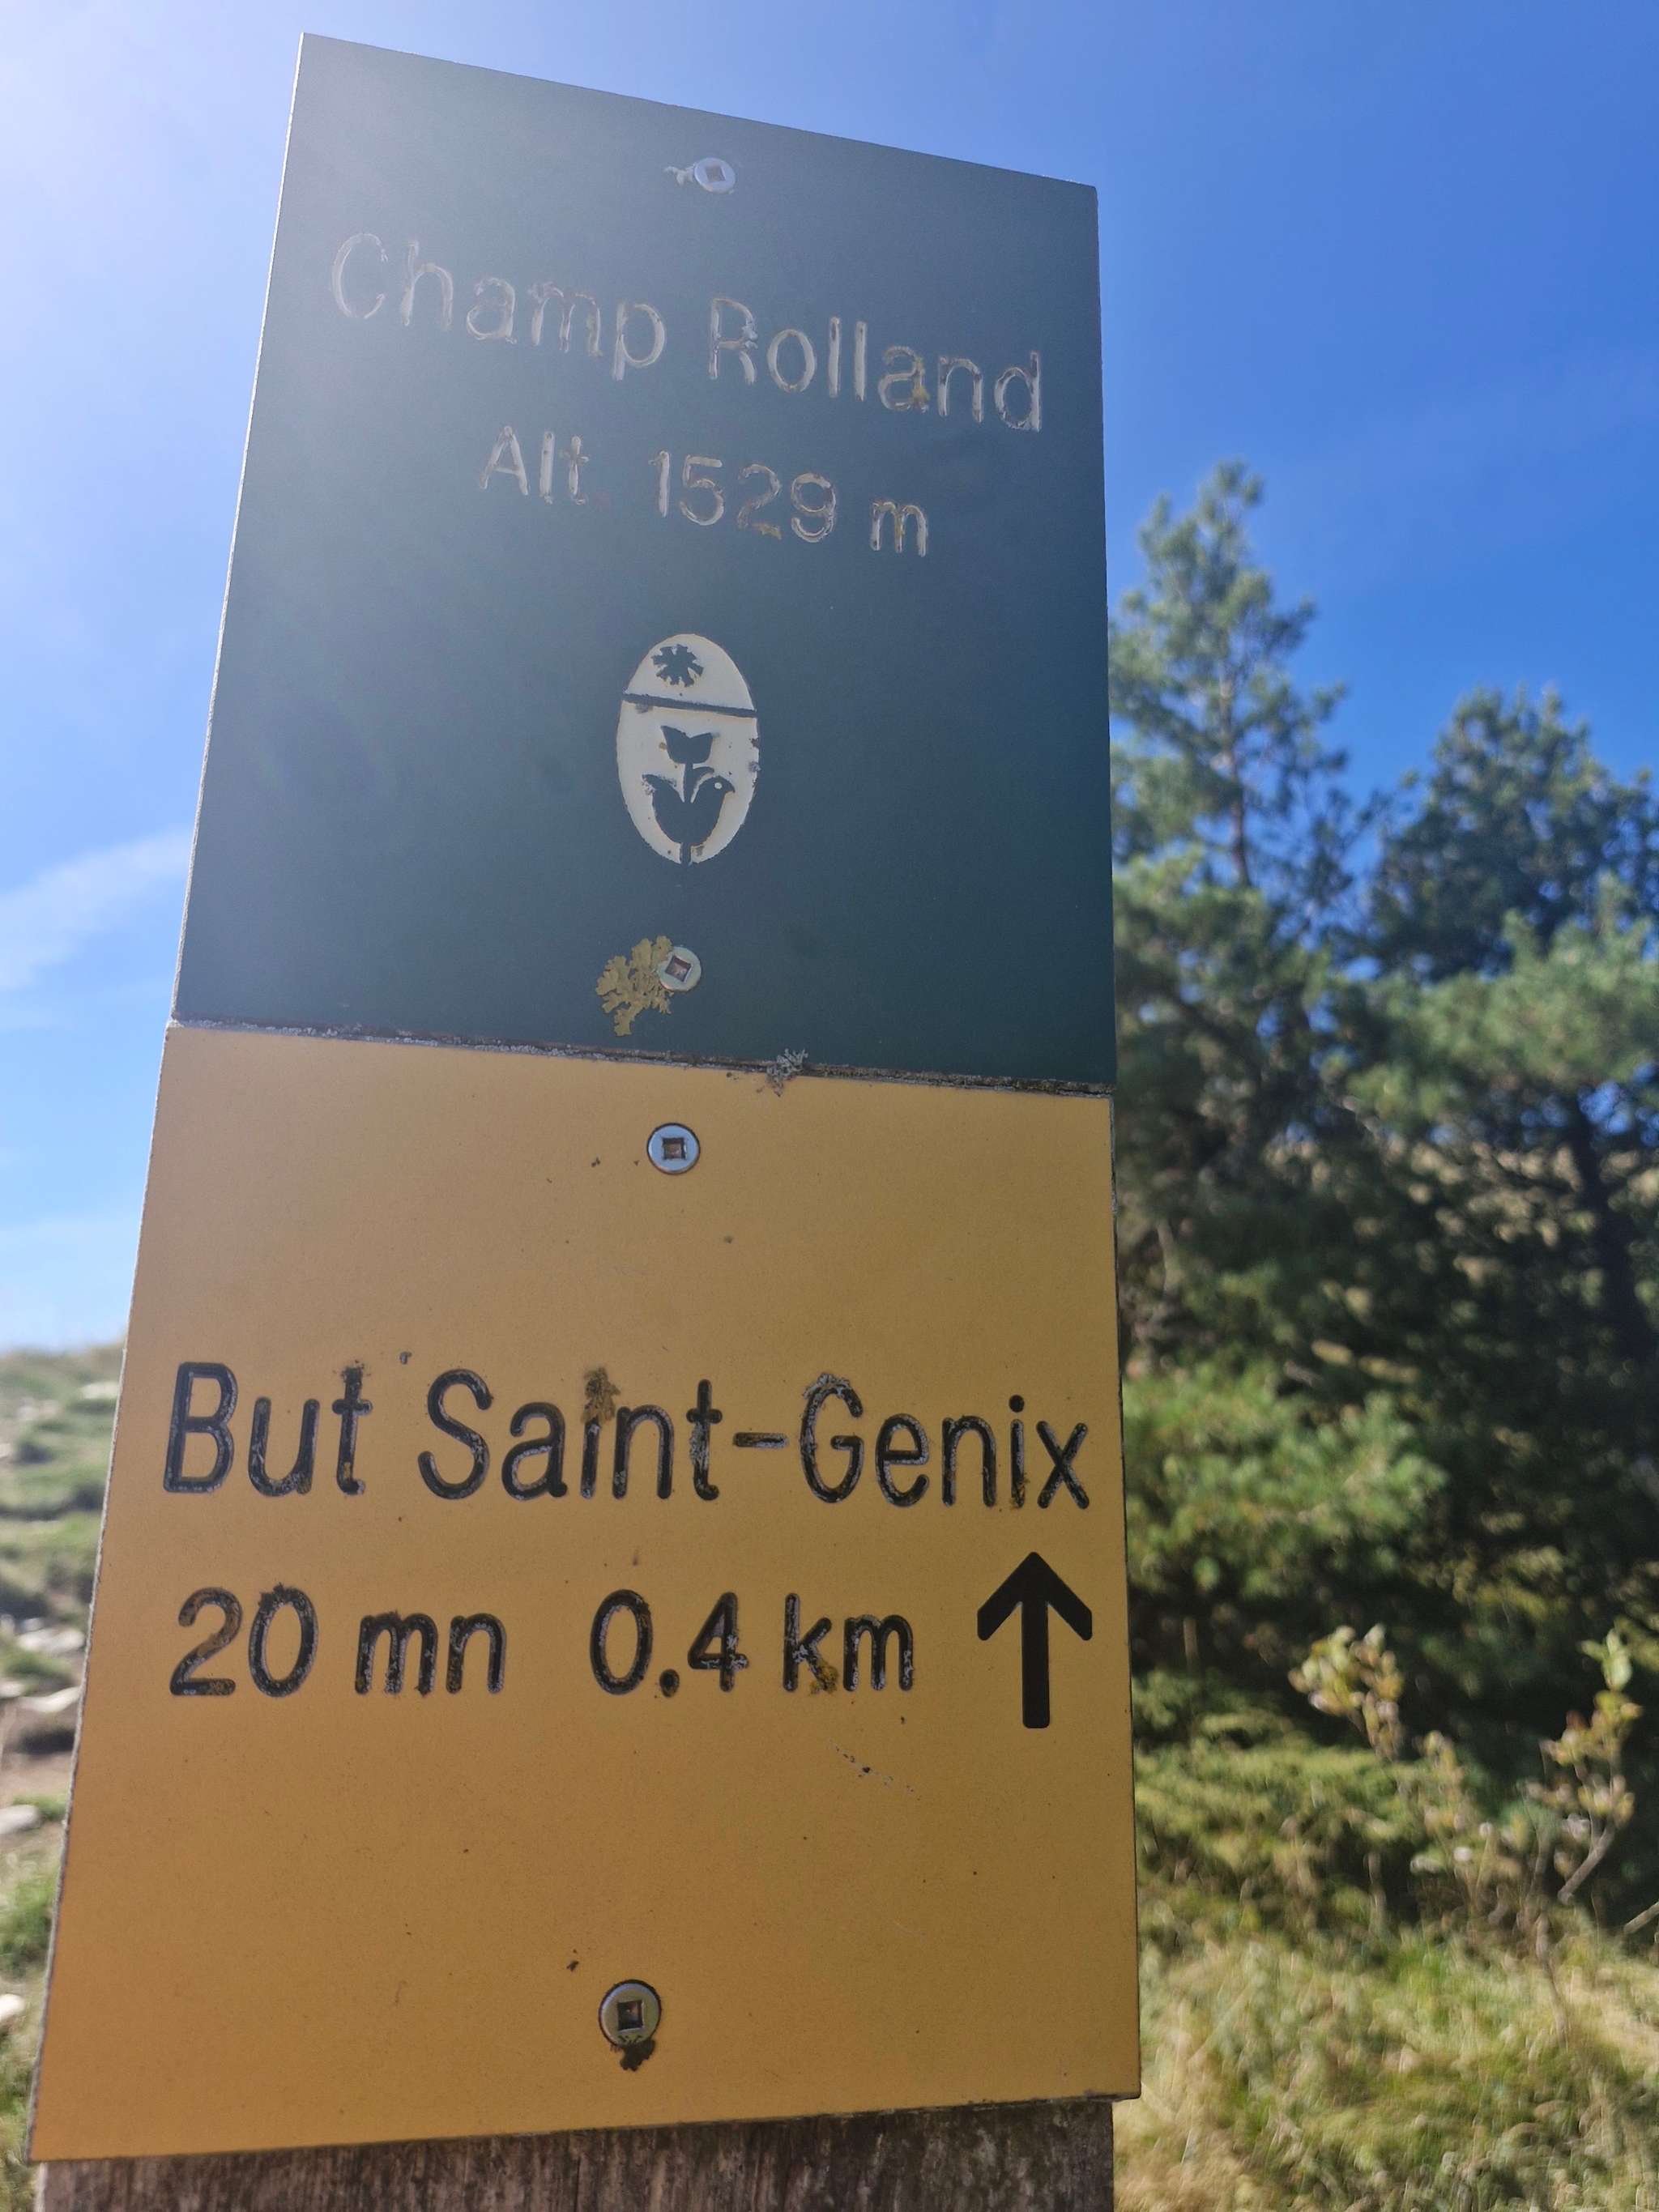 Champ Rolland
Alt. 1529 m
But Saint-Genix
20 mn 0.4 km ↑